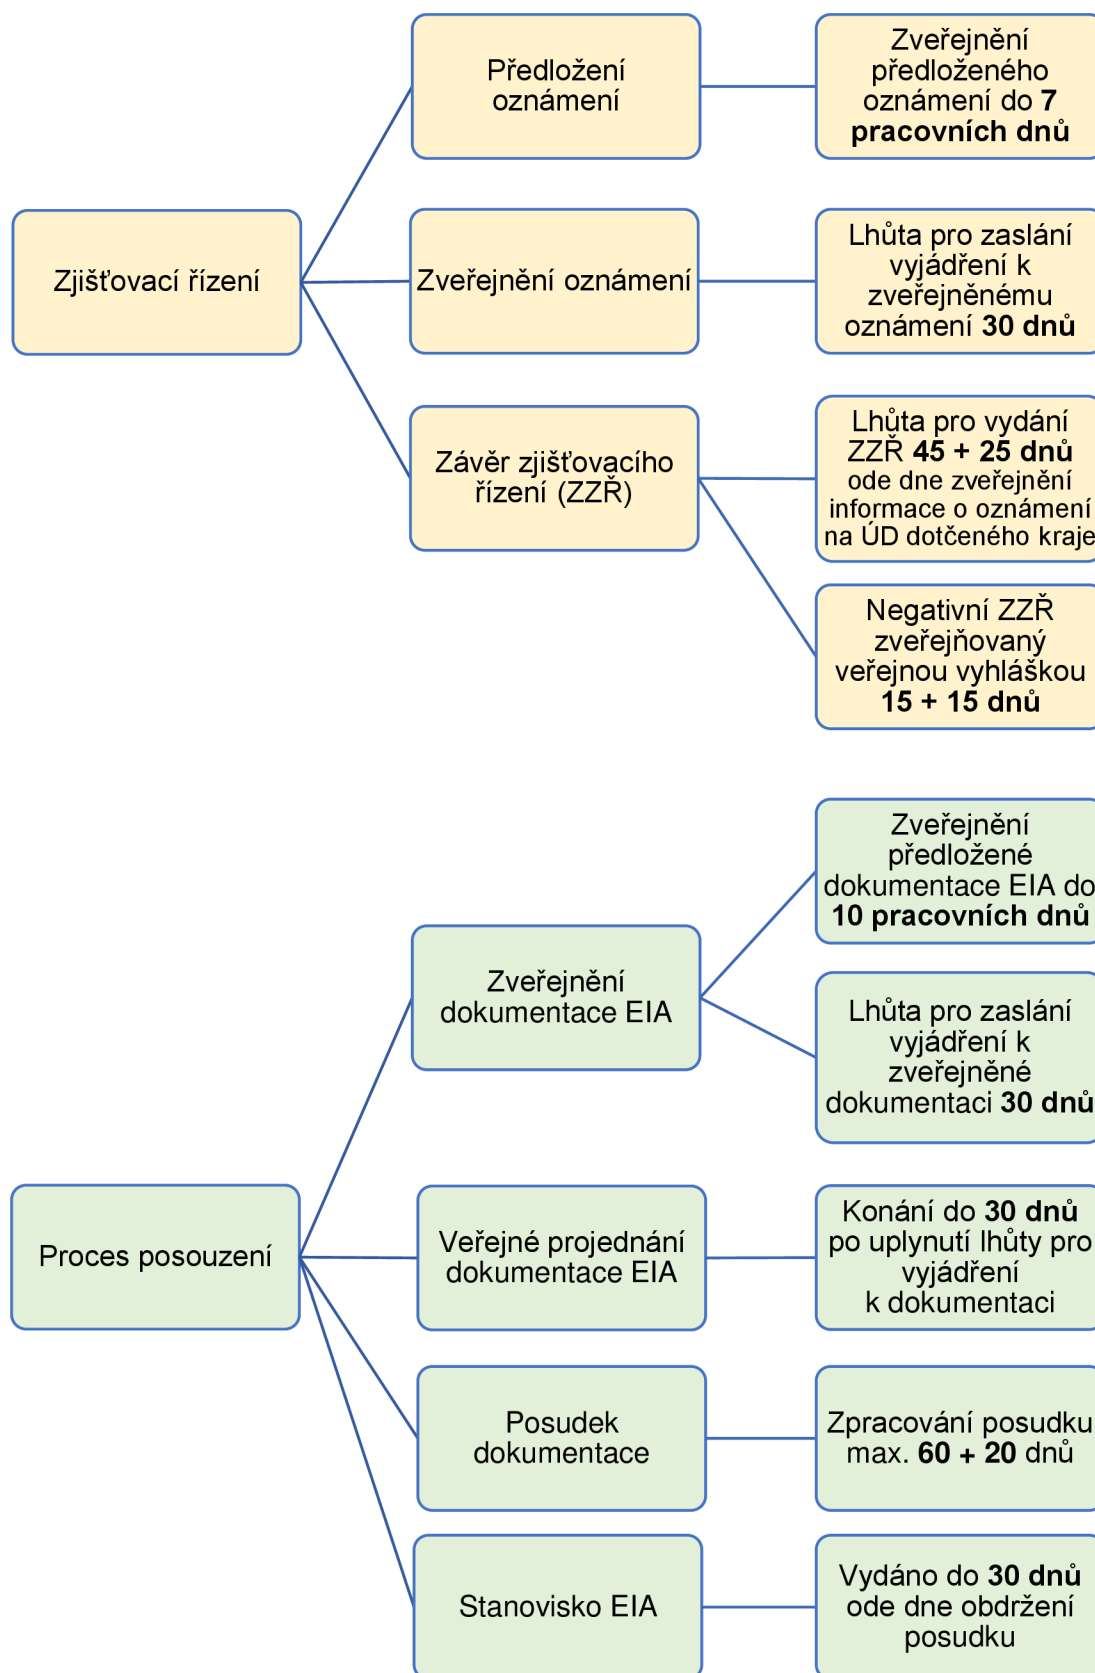 Zjišťovací řízení
Předložení
oznámení
Zveřejnění
předloženého
oznámení do 7
pracovních dnů
Zveřejnění oznámení
Lhůta pro zaslání
vyjádření k
zveřejněnému
oznámení 30 dnů
Závěr zjišťovacího
řízení (ZZŘ)
Lhůta pro vydání
ZZŘ 45 + 25 dnů
ode dne zveřejnění
informace o oznámení
na ÚD dotčeného kraje
Negativní ZZŘ
zveřejňovaný
veřejnou vyhláškou
15 + 15 dnů
Proces posouzení
Zveřejnění
dokumentace EIA
Zveřejnění
předložené
dokumentace EIA do
10 pracovních dnů
Lhůta pro zaslání
vyjádření k
zveřejněné
dokumentaci 30 dnů
Veřejné projednání
dokumentace EIA
Konání do 30 dnů
po uplynutí lhůty pro
vyjádření
k dokumentaci
Posudek
dokumentace
Zpracování posudku
max. 60 + 20 dnů
Stanovisko EIA
Vydáno do 30 dnů
ode dne obdržení
posudku